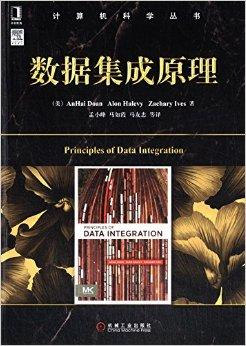 计算机科学丛书
数据集成原理
（美） AnHai Doan Alon Halevy Zachary Ives 著
孟小峰 马如霞 马友忠 等译
Principles of Data Integration
PRINCIPLES OF
DATA INTEGRATION
MK
机械工业出版社
China Machine Press